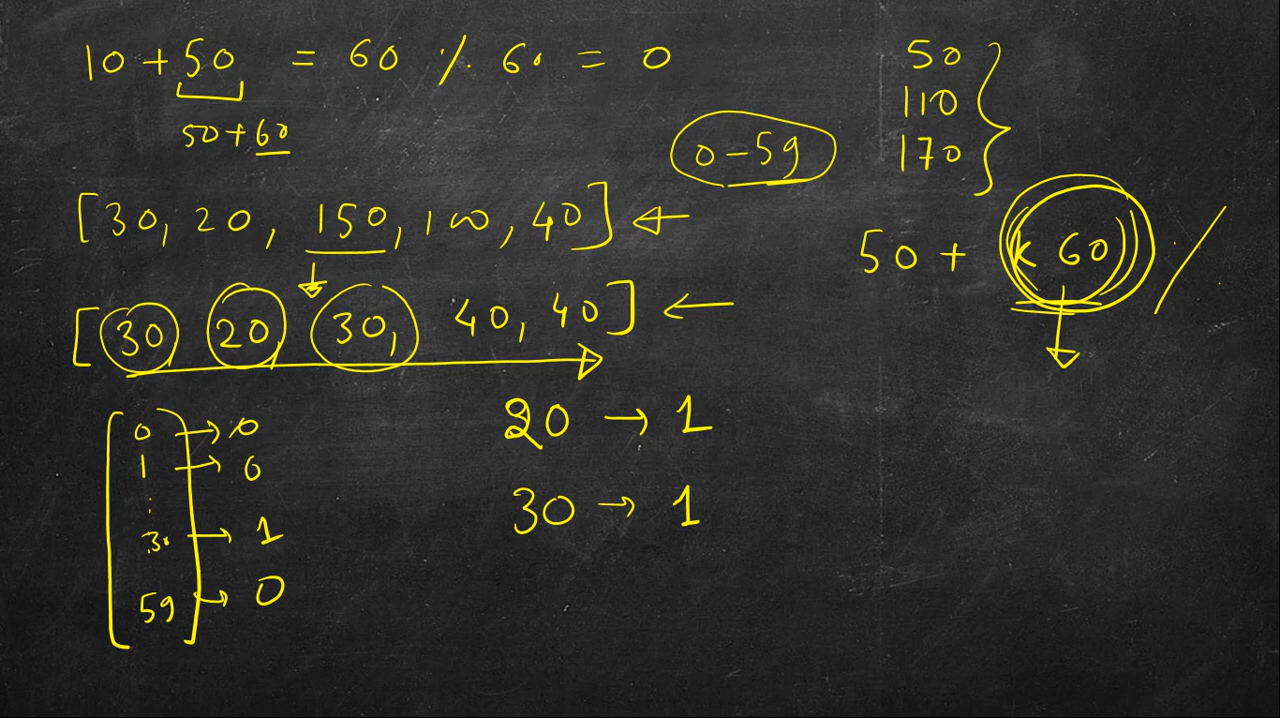 10 + 50 = 60 % 60 = 0
50 + 60
50
110
170
0 - 59
[30, 20, 150, 100, 40] ←
50 + (k 60)
[30, 20, 30, 40, 40] ←
0 → 0
1 → 0
:
30 → 1
59 → 0
20 → 1
30 → 1